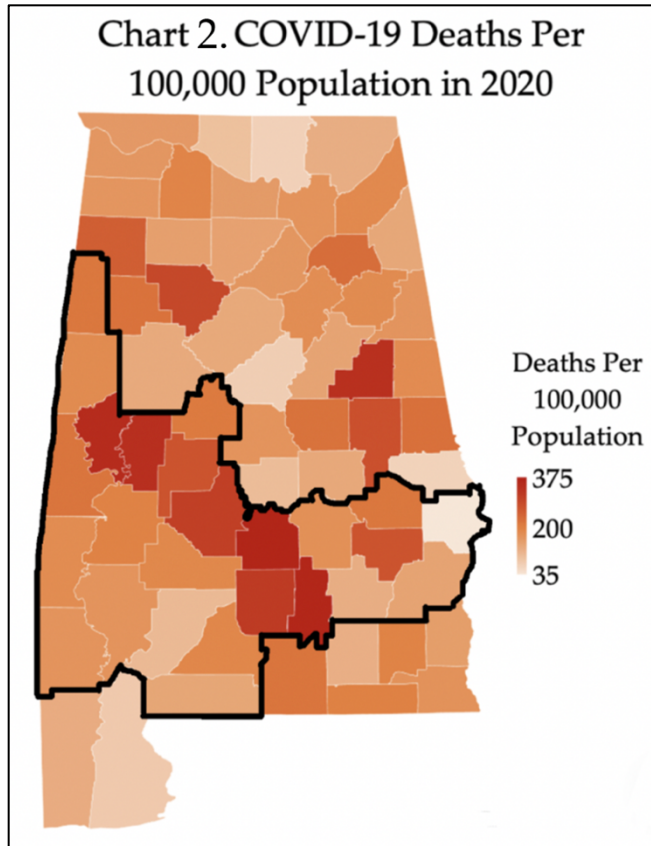 Chart 2. COVID-19 Deaths Per
100,000 Population in 2020
Deaths Per
100,000
Population
375
200
35